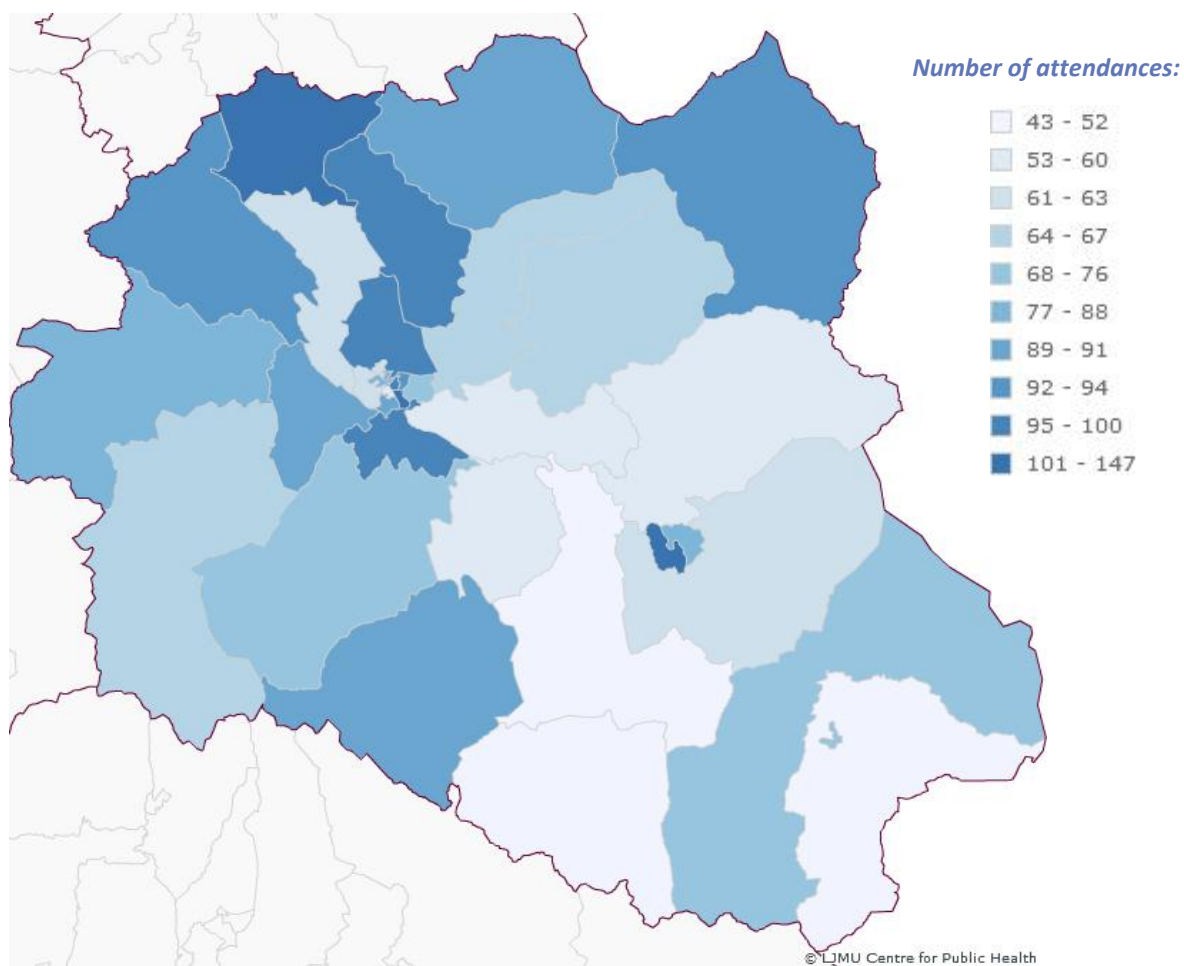 Number of attendances:
43 - 52
53 - 60
61 - 63
64 - 67
68 - 76
77 - 88
89 - 91
92 - 94
95 - 100
101 - 147
© LJMU Centre for Public Health